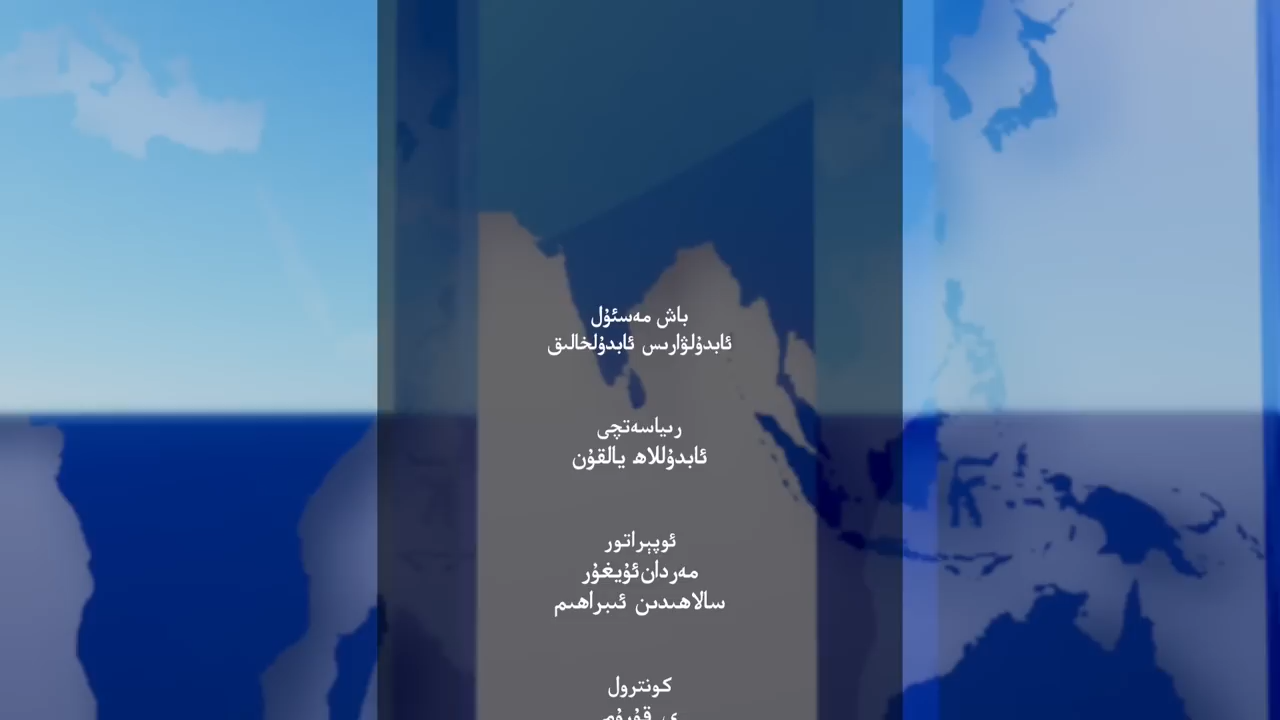 باش مەسئۇل
ئابدۇلۋارىس ئابدۇلخالىق
رىياسەتچى
ئابدۇللاھ يالقۇن
ئوپېراتور
مەردان ئۇيغۇر
سالاھىدىن ئىبراھىم
كونترول